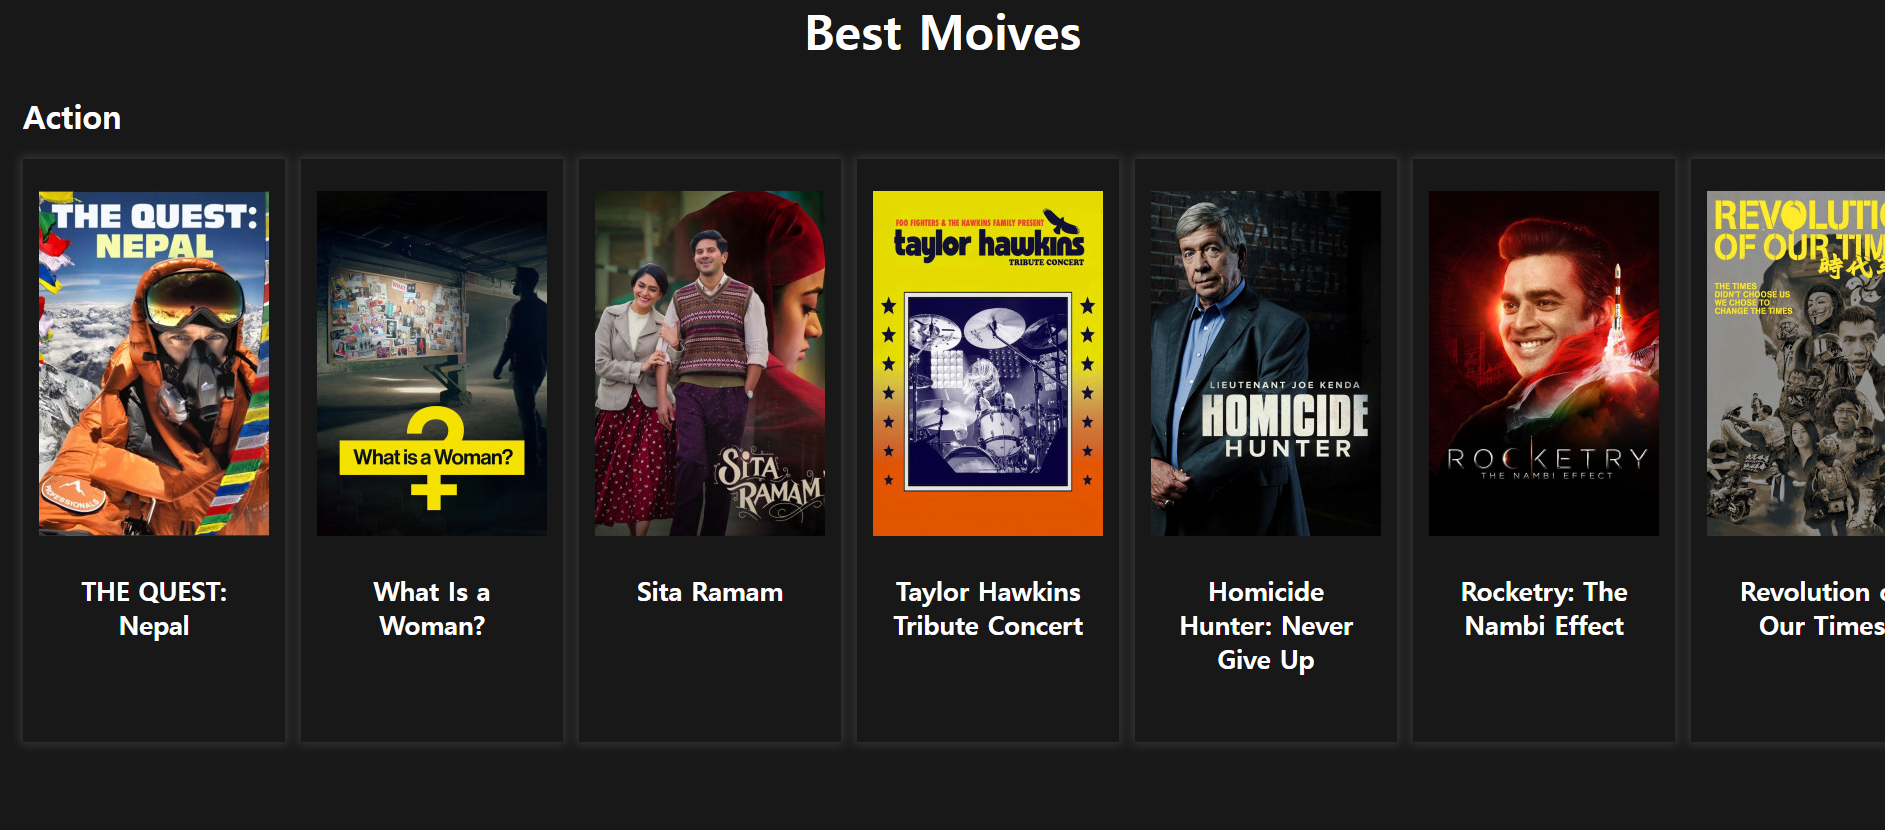 Best Moives
Action
THE QUEST:
NEPAL
What is a Woman?
SiTA
RAMAM
FOO FIGHTERS & THE HAWKINS FAMILY PRESENT
taylor hawkins
TRIBUTE CONCERT
LIEUTENANT JOE KENDA
HOMICIDE
HUNTER
ROCKETRY
THE NAMBI EFFECT
REVOLUTIO
OF OUR TIM
時代
THE TIMES
DIDN'T CHOOSE US
WE CHOSE TO
CHANGE THE TIMES
THE QUEST:
Nepal
What Is a
Woman?
Sita Ramam
Taylor Hawkins
Tribute Concert
Homicide
Hunter: Never
Give Up
Rocketry: The
Nambi Effect
Revolution
Our Times